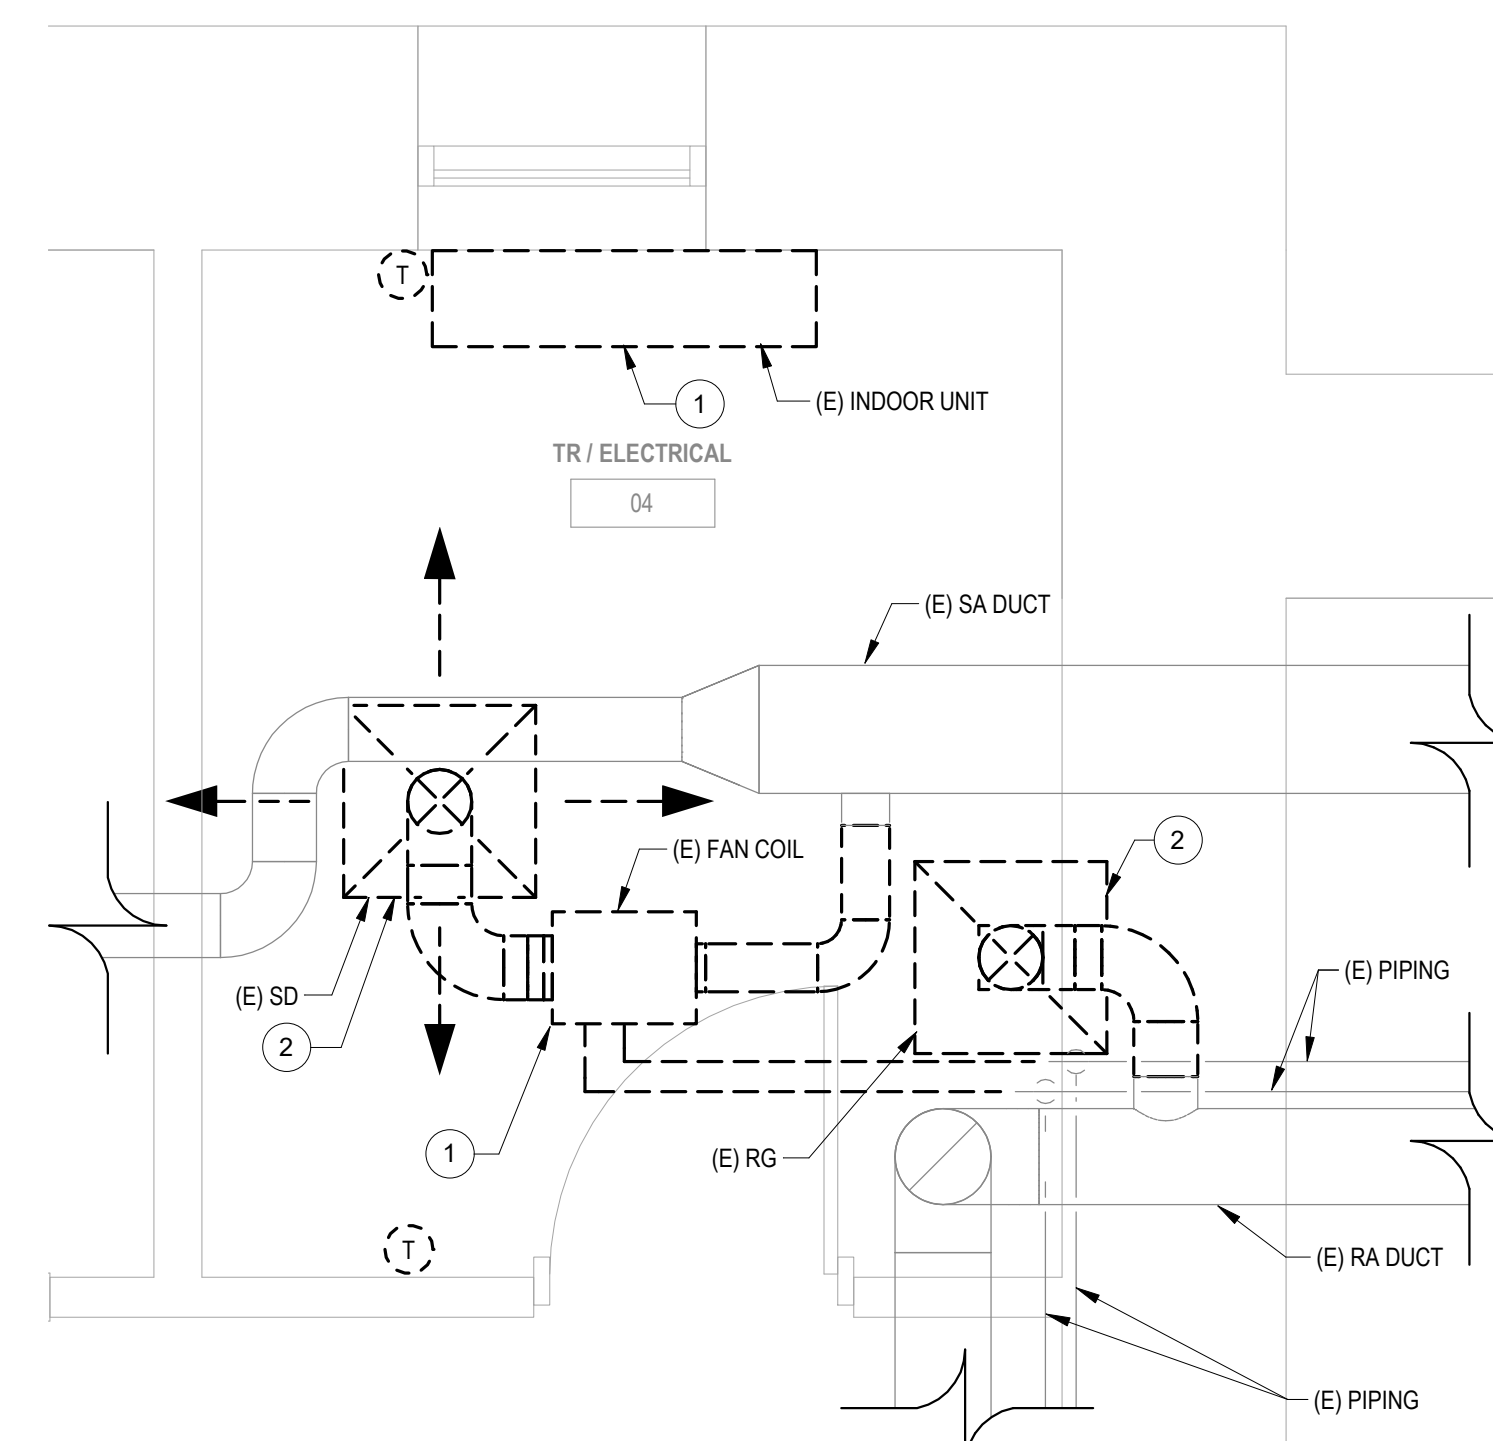 T
1
(E) INDOOR UNIT
TR / ELECTRICAL
04
(E) SA DUCT
(E) FAN COIL
2
(E) SD
2
(E) PIPING
1
(E) RG
T
(E) RA DUCT
(E) PIPING